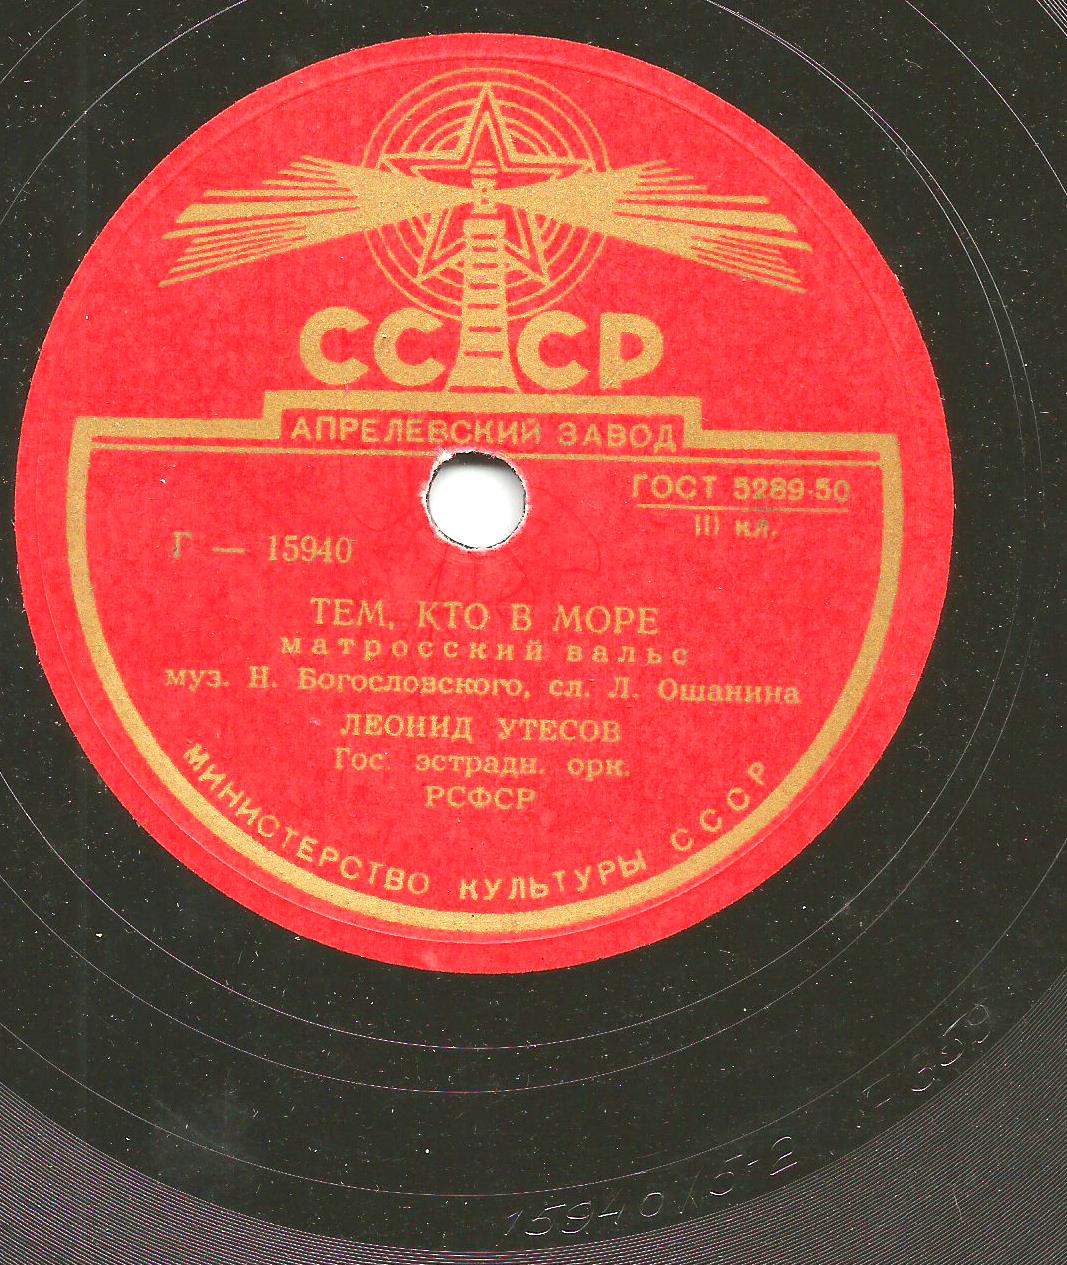 СССР
АПРЕЛЕВСКИЙ ЗАВОД
ГОСТ 5289-50
III кл.
Г — 15940
ТЕМ, КТО В МОРЕ
матросский вальс
муз. Н. Богословского, сл. Л. Ошанина
ЛЕОНИД УТЕСОВ
Гос. эстрадн. орк.
РСФСР
МИНИСТЕРСТВО КУЛЬТУРЫ СССР